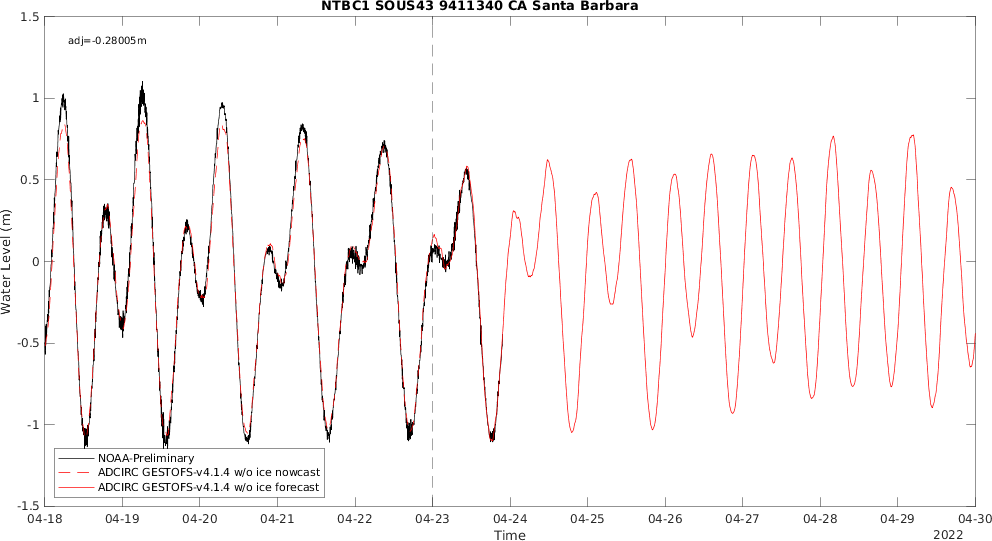 NTBC1 SOUS43 9411340 CA Santa Barbara
adj=-0.28005m
1.5
1
0.5
0
-0.5
-1
-1.5
Water Level (m)
NOAA-Preliminary
ADCIRC GESTOFS-v4.1.4 w/o ice nowcast
ADCIRC GESTOFS-v4.1.4 w/o ice forecast
04-18 04-19 04-20 04-21 04-22 04-23 04-24 04-25 04-26 04-27 04-28 04-29 04-30
Time
2022